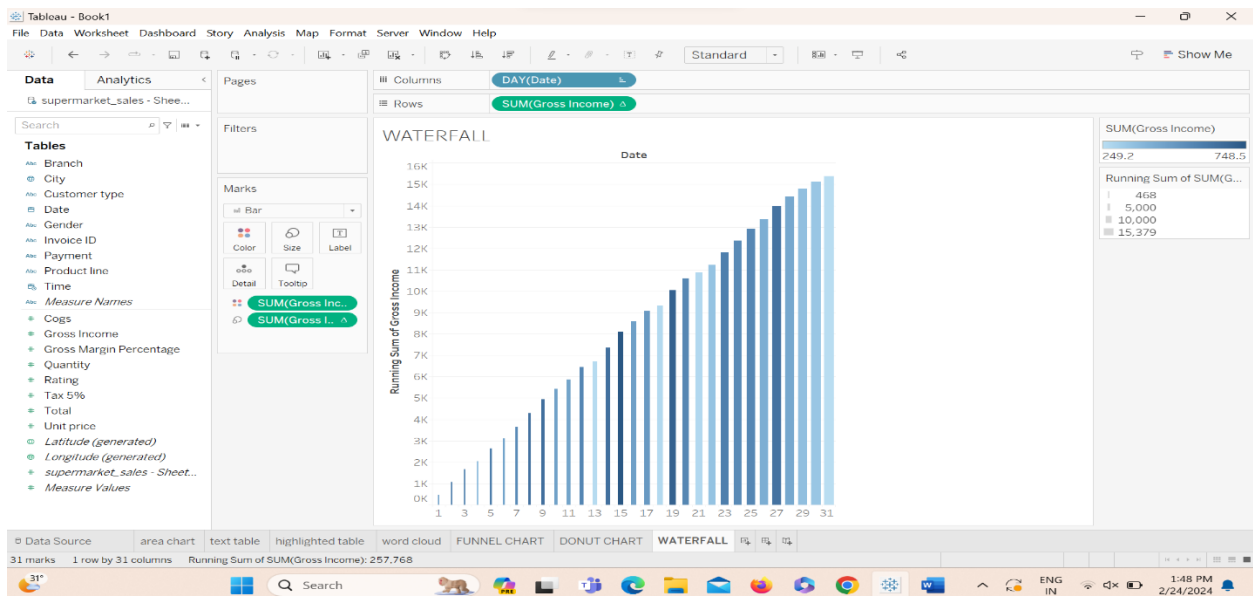 Tableau - Book1
File Data Worksheet Dashboard Story Analysis Map Format Server Window Help
Standard
Show Me
Data Analytics
supermarket_sales - Shee...
Search
Tables
Branch
City
Customer type
Date
Gender
Invoice ID
Payment
Product line
Time
Measure Names
Cogs
Gross Income
Gross Margin Percentage
Quantity
Rating
Tax 5%
Total
Unit price
Latitude (generated)
Longitude (generated)
supermarket_sales - Sheet...
Measure Values
Pages
Filters
Marks
Bar
Color Size Label
Detail Tooltip
SUM(Gross Inc..
SUM(Gross I.. Δ
Columns DAY(Date)
Rows SUM(Gross Income) Δ
WATERFALL
Date
16K
15K
14K
13K
12K
11K
10K
9K
8K
7K
6K
5K
4K
3K
2K
1K
0K
Running Sum of Gross Income
1 3 5 7 9 11 13 15 17 19 21 23 25 27 29 31
SUM(Gross Income)
249.2 748.5
Running Sum of SUM(G...
468
5,000
10,000
15,379
Data Source area chart text table highlighted table word cloud FUNNEL CHART DONUT CHART WATERFALL
31 marks 1 row by 31 columns Running Sum of SUM(Gross Income): 257,768
31°
Search
PRE
ENG
IN
1:48 PM
2/24/2024